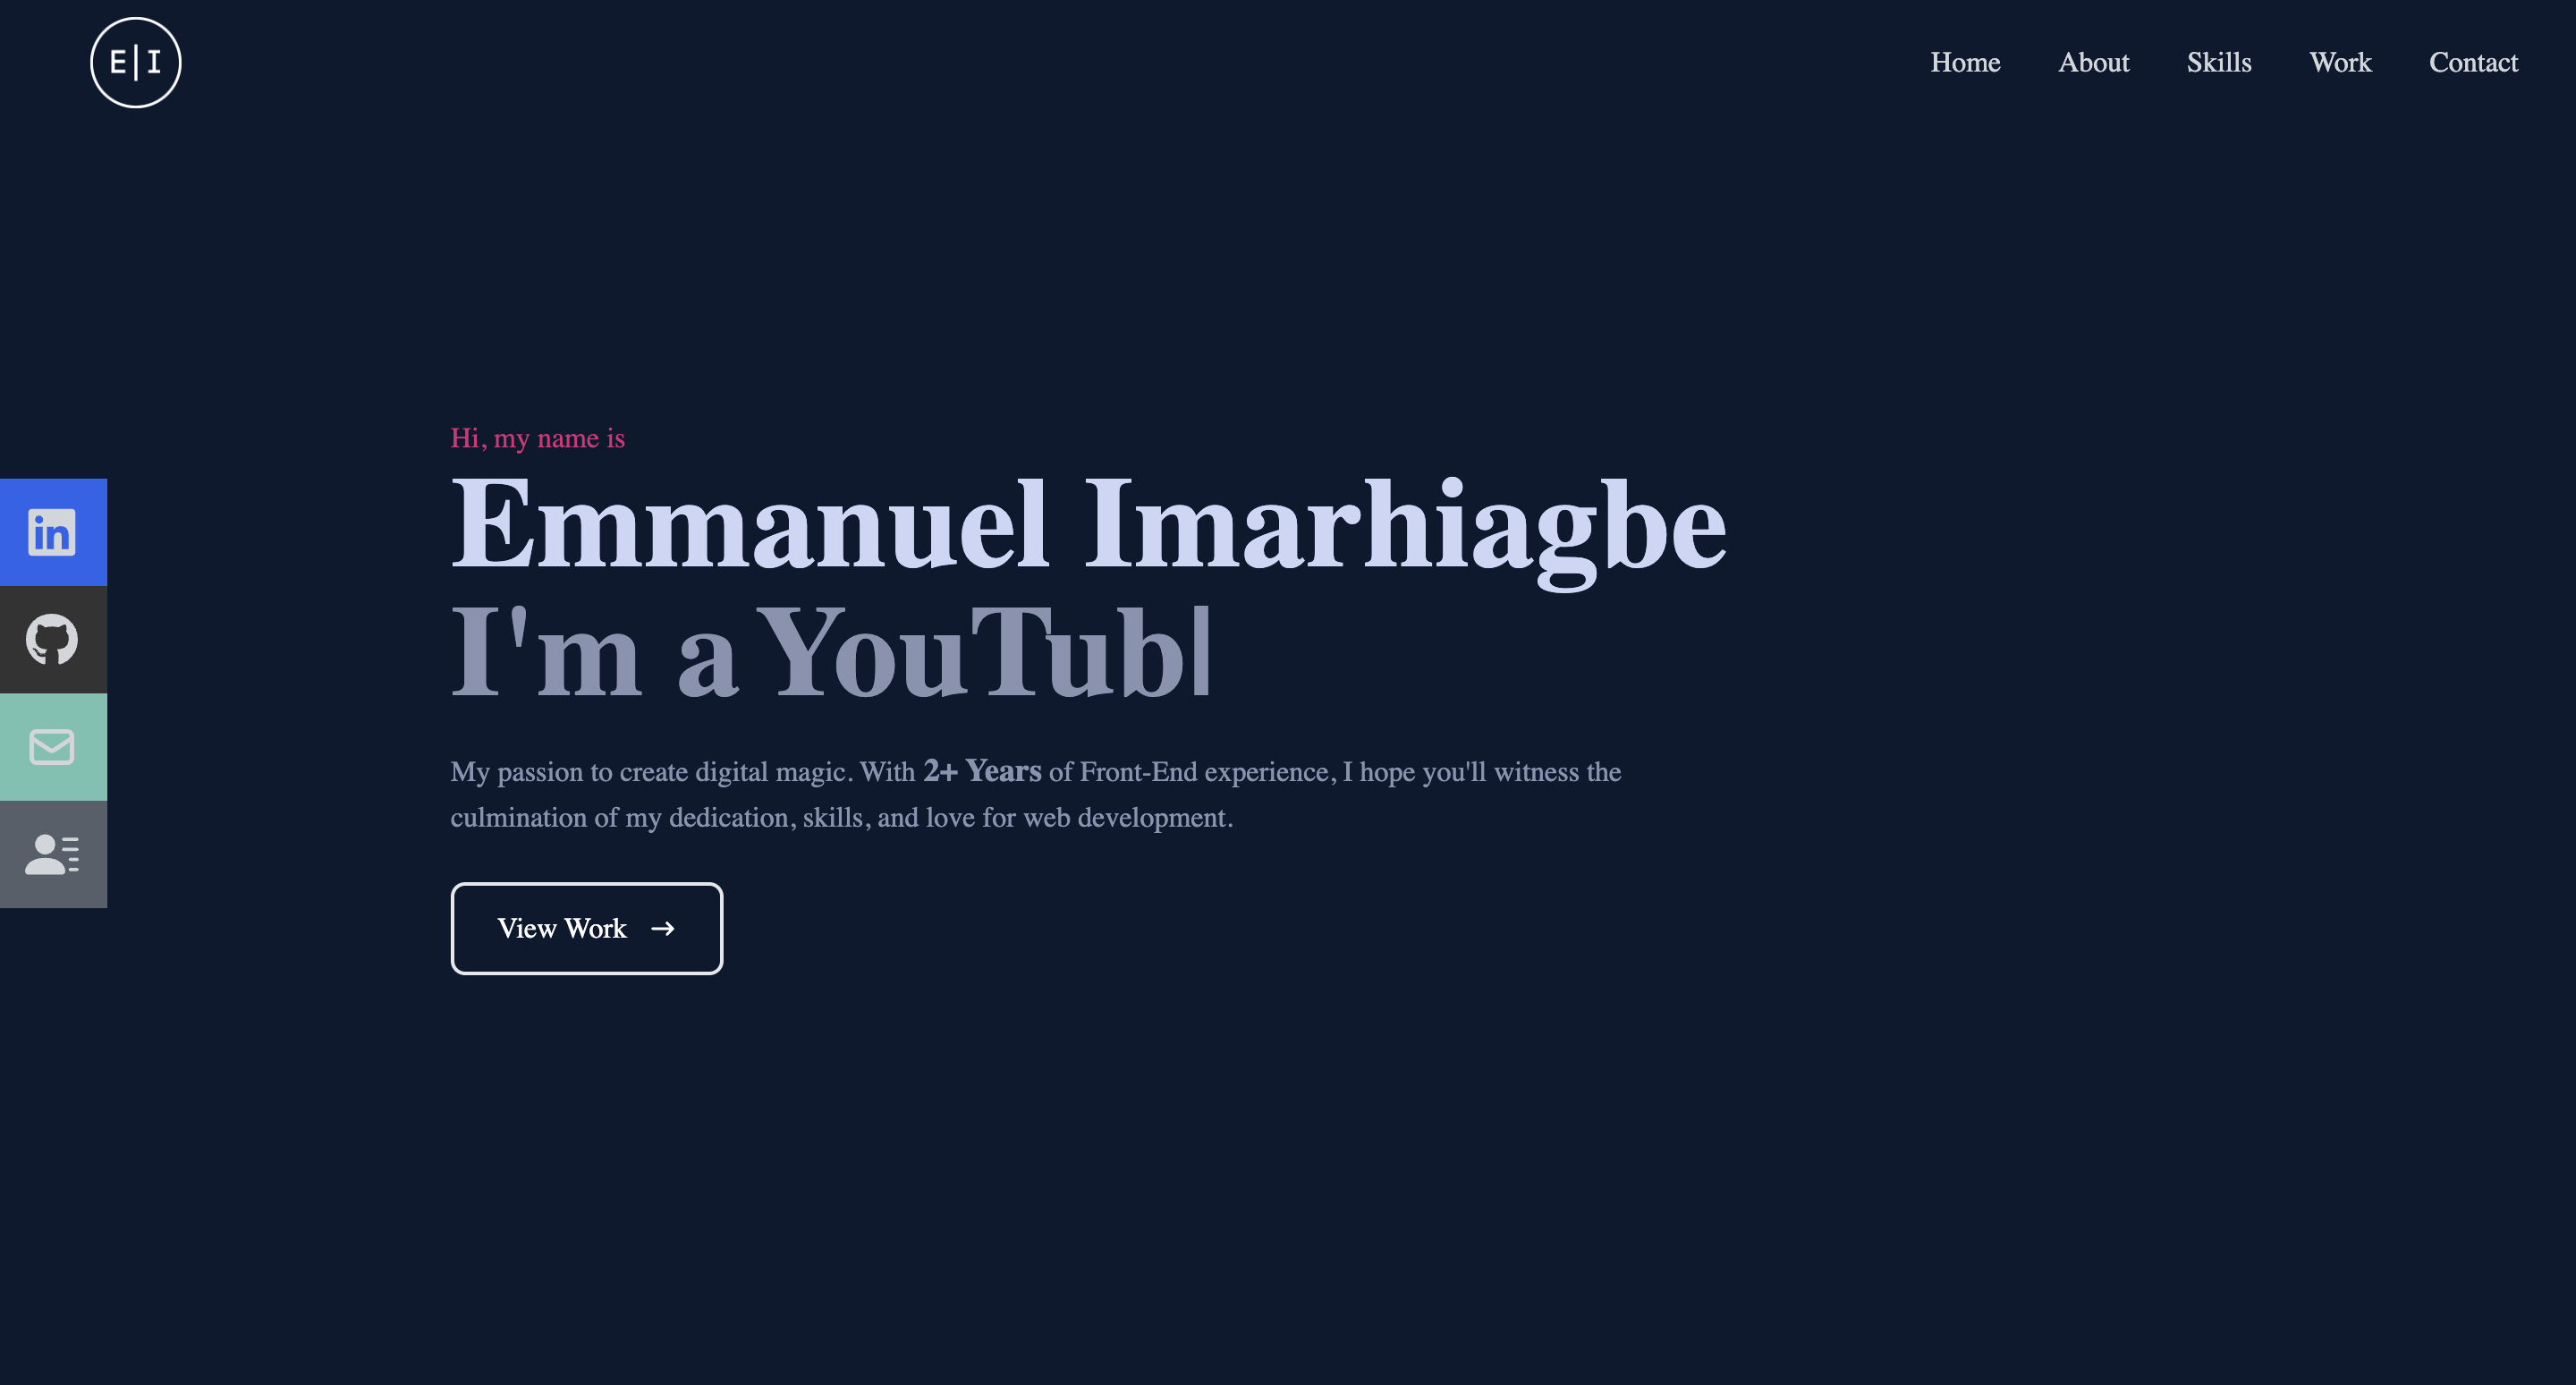 E|I
Home About Skills Work Contact
Hi, my name is
Emmanuel Imarhiagbe
I'm a YouTub|
in
My passion to create digital magic. With 2+ Years of Front-End experience, I hope you'll witness the
culmination of my dedication, skills, and love for web development.
View Work →